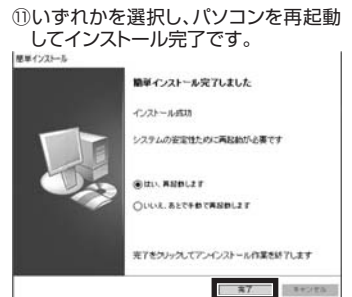 ⑪いずれかを選択し、パソコンを再起動
してインストール完了です。
簡単インストール
簡単インストール完了しました
インストール成功
システムの安定性ために再起動が必要です
はい、再起動します
いいえ、あとで手動で再起動します
完了をクリックしてアンインストール作業を終了します
完了
キャンセル